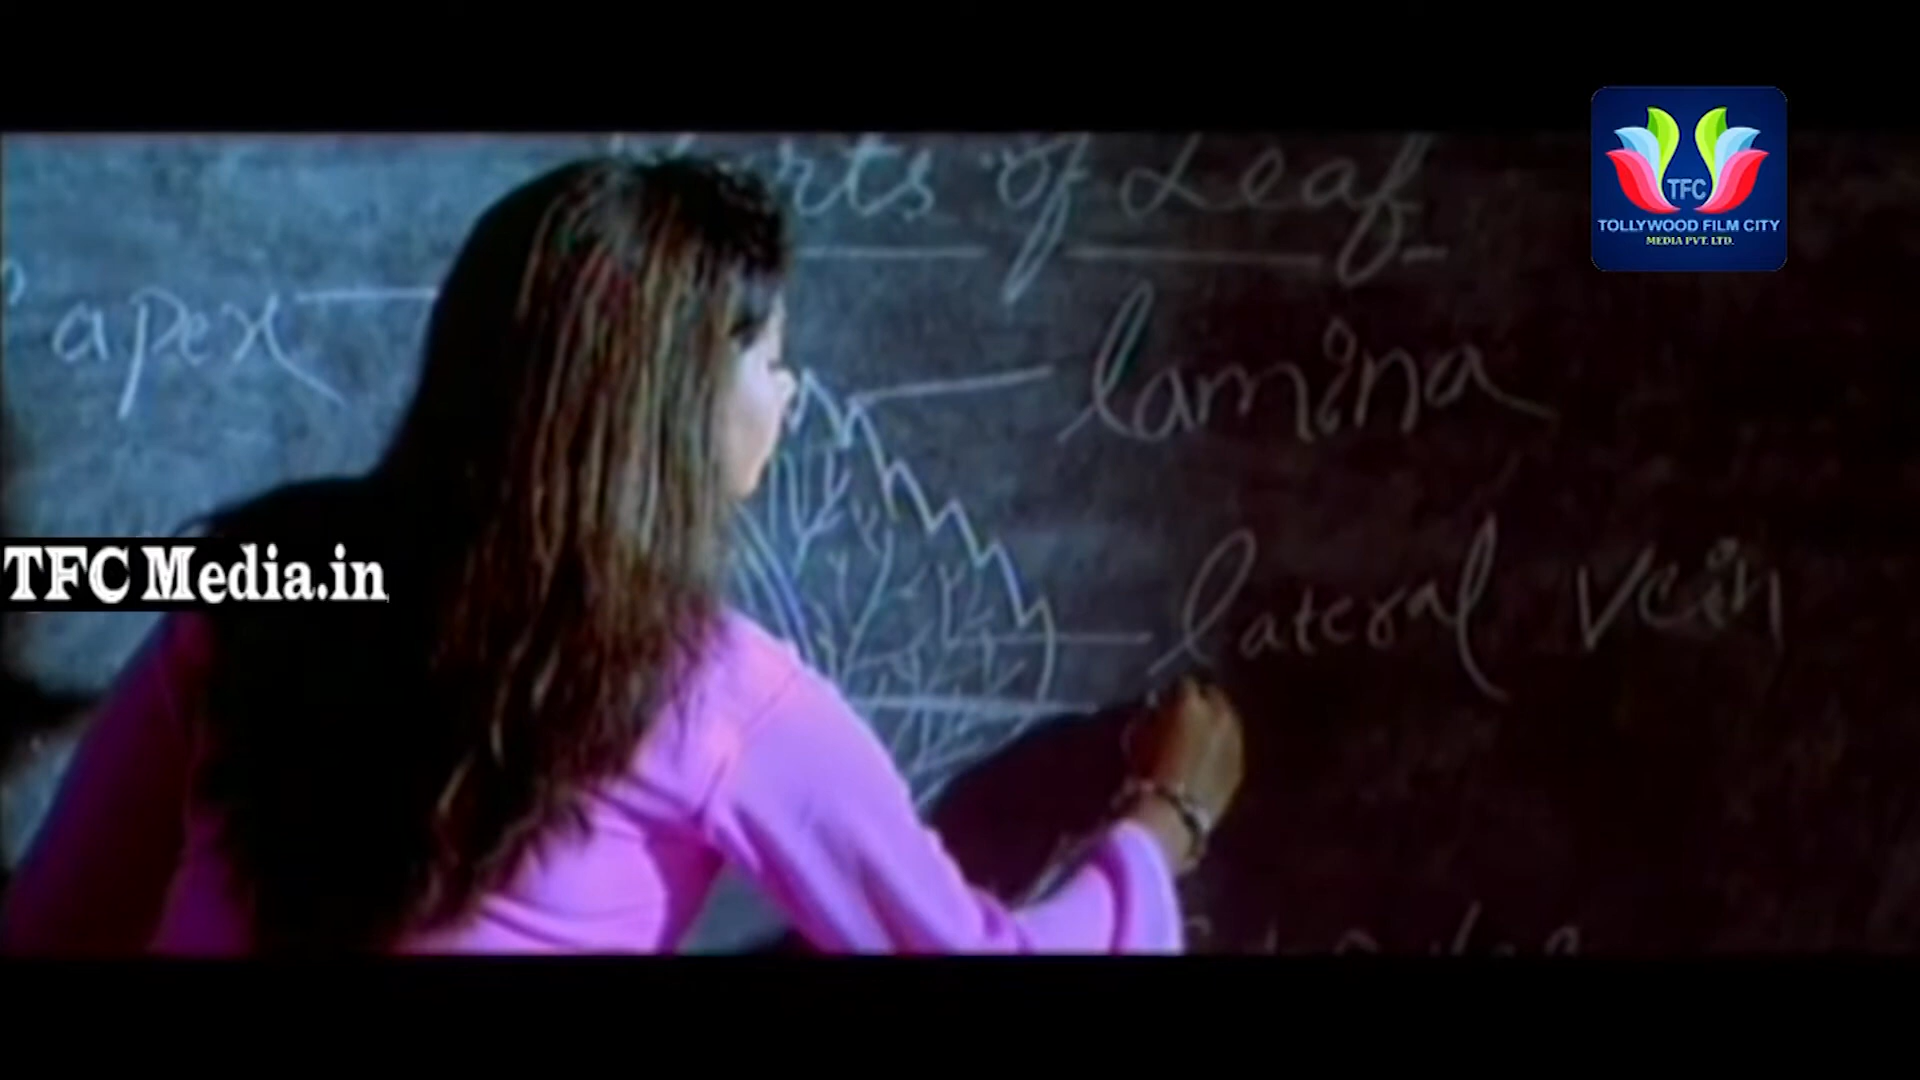 TFC
TOLLYWOOD FILM CITY
MEDIA PVT. LTD.
of Leaf
apex
lamina
TFC Media.in
lateral vein